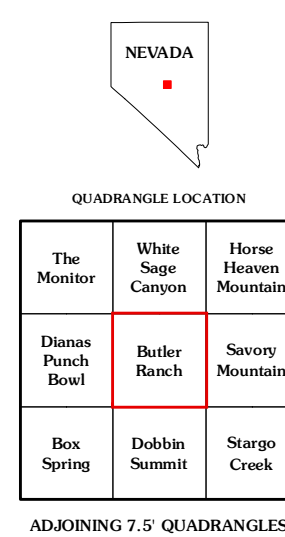 NEVADA
QUADRANGLE LOCATION
The
Monitor
White
Sage
Canyon
Horse
Heaven
Mountain
Dianas
Punch
Bowl
Butler
Ranch
Savory
Mountain
Box
Spring
Dobbin
Summit
Stargo
Creek
ADJOINING 7.5' QUADRANGLES